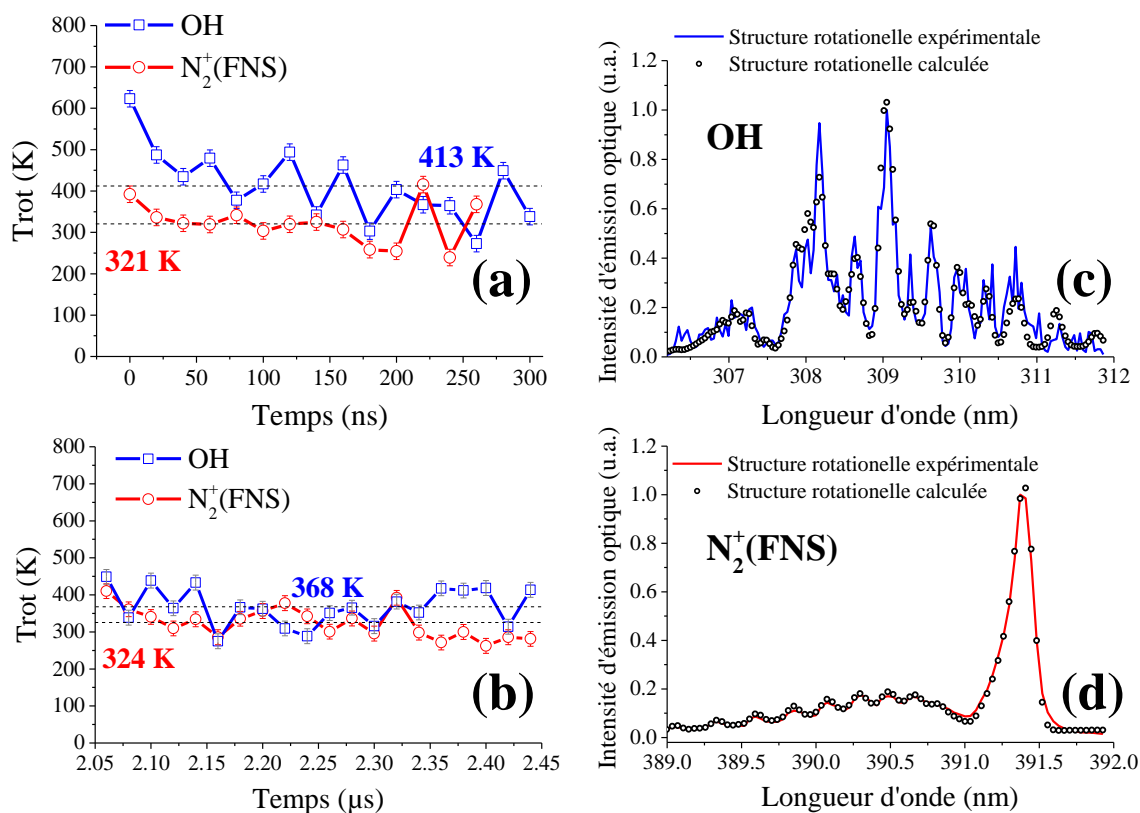 OH
N₂⁺(FNS)
800
700
600
500
400
300
200
100
0
Trot (K)
413 K
321 K
(a)
0
50
100
150
200
250
300
Temps (ns)
Structure rotationelle expérimentale
Structure rotationelle calculée
1.2
1.0
0.8
0.6
0.4
0.2
0.0
Intensité d'émission optique (u.a.)
OH
(c)
307
308
309
310
311
312
Longueur d'onde (nm)
OH
N₂⁺(FNS)
800
700
600
500
400
300
200
100
0
Trot (K)
368 K
324 K
(b)
2.05
2.10
2.15
2.20
2.25
2.30
2.35
2.40
2.45
Temps (µs)
Structure rotationelle expérimentale
Structure rotationelle calculée
1.2
1.0
0.8
0.6
0.4
0.2
0.0
Intensité d'émission optique (u.a.)
N₂⁺(FNS)
(d)
389.0
389.5
390.0
390.5
391.0
391.5
392.0
Longueur d'onde (nm)